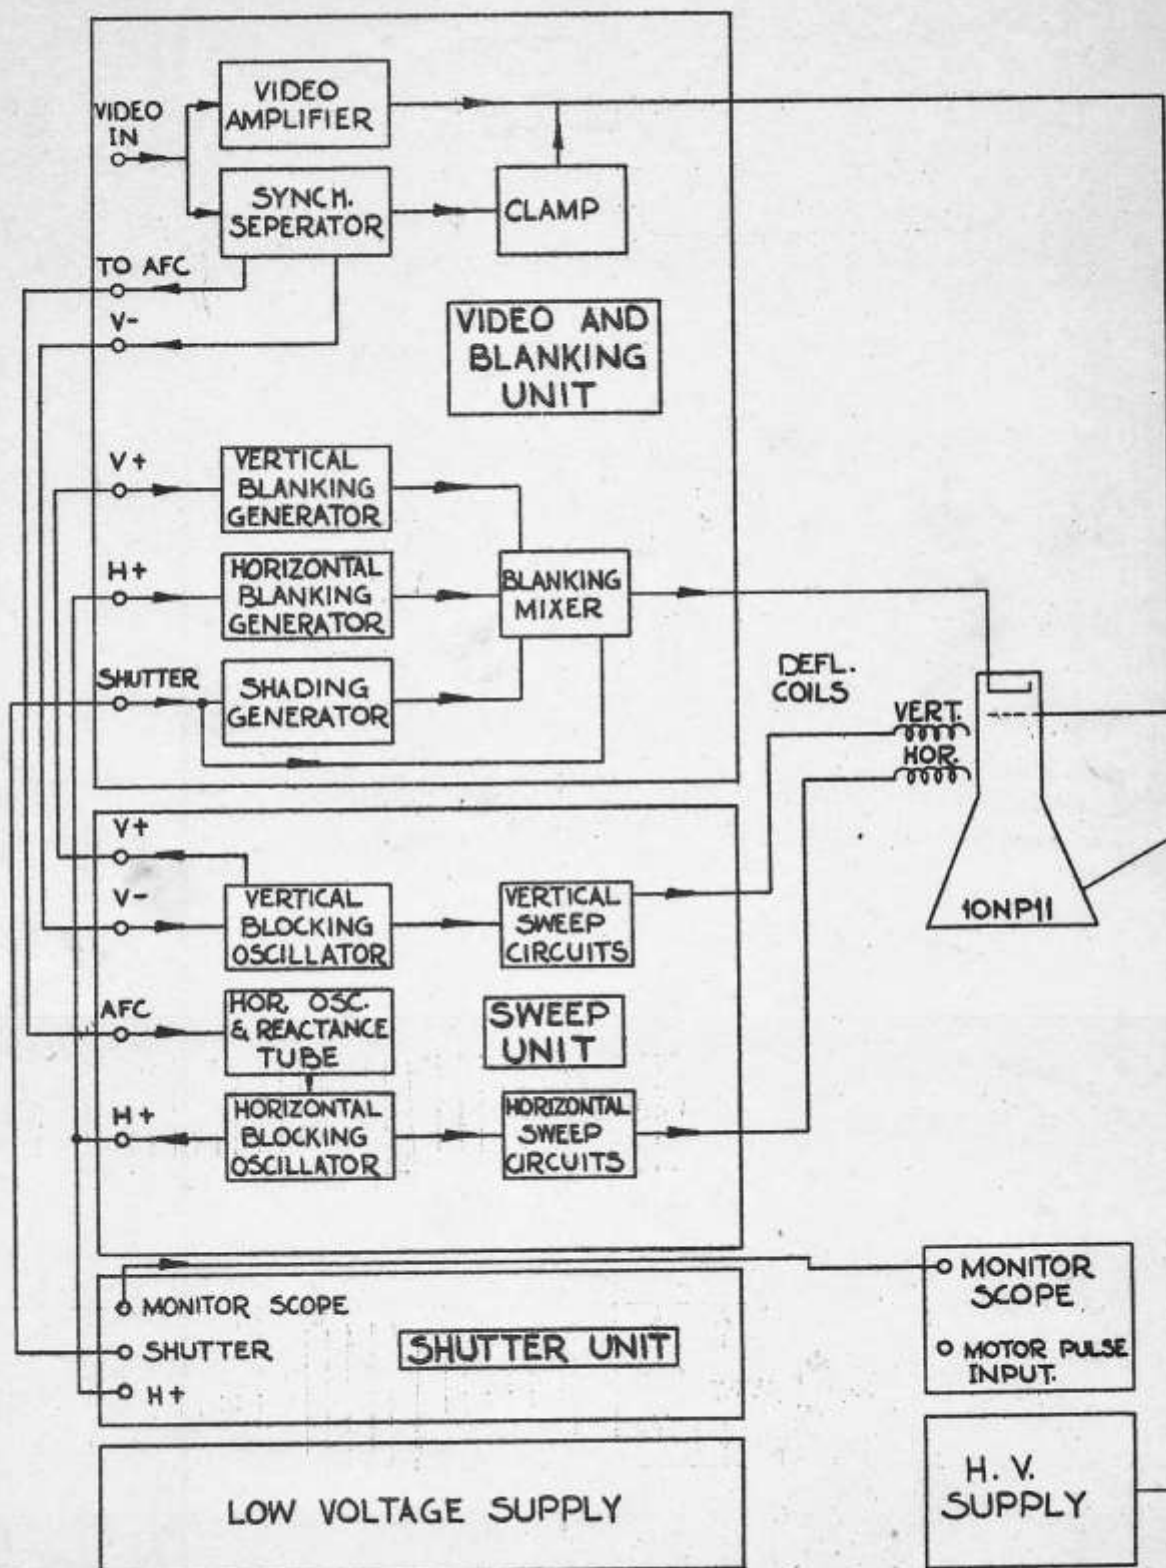 VIDEO
IN
VIDEO
AMPLIFIER
SYNCH.
SEPERATOR
CLAMP
TO AFC
V-
VIDEO AND
BLANKING
UNIT
V+
VERTICAL
BLANKING
GENERATOR
H+
HORIZONTAL
BLANKING
GENERATOR
BLANKING
MIXER
SHUTTER
SHADING
GENERATOR
DEFL.
COILS
VERT.
HOR.
10NP11
V+
V-
VERTICAL
BLOCKING
OSCILLATOR
VERTICAL
SWEEP
CIRCUITS
AFC
HOR. OSC.
& REACTANCE
TUBE
SWEEP
UNIT
H+
HORIZONTAL
BLOCKING
OSCILLATOR
HORIZONTAL
SWEEP
CIRCUITS
MONITOR SCOPE
SHUTTER
H+
SHUTTER UNIT
MONITOR
SCOPE
MOTOR PULSE
INPUT.
LOW VOLTAGE SUPPLY
H. V.
SUPPLY